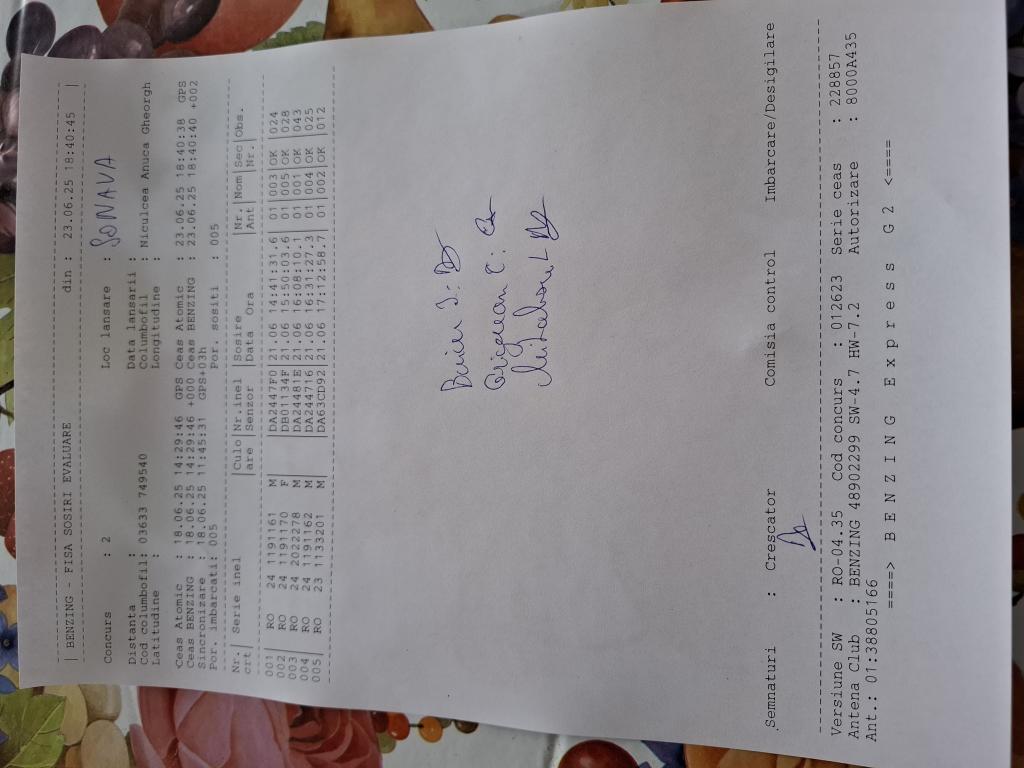 | BENZING - FISA SOSIRI EVALUARE din : 23.06.25 18:40:45 |
Concurs : 2 Loc lansare : SONAVA
Distanta : Data lansarii :
Cod columbofil: 03633 749540 Columbofil : Niculcea Anuca Gheorgh
Latitudine : Longitudine :
Ceas Atomic : 18.06.25 14:29:46 GPS Ceas Atomic : 23.06.25 18:40:38 GPS
Ceas BENZING : 18.06.25 14:29:46 +000 Ceas BENZING : 23.06.25 18:40:40 +002
Sincronizare : 18.06.25 11:45:31 GPS+03h
Por. imbarcati: 005 Por. sositi : 005
Nr.| Serie inel |Culo|Nr.inel |Sosire |Nr.|Nom|Sec|Obs.
crt| |are |Senzor |Data Ora |Ant|Nr.|
001| RO 24 1191161 M |DA2447F0|21.06 14:41:31.6| 01|003|OK |024
002| RO 24 1191170 F |DB01134F|21.06 15:50:03.6| 01|005|OK |028
003| RO 24 2022278 M |DA24481E|21.06 16:08:10.1| 01|001|OK |043
004| RO 24 1191162 M |DA244716|21.06 16:31:27.3| 01|004|OK |025
005| RO 23 1133201 M |DA63CD92|21.06 17:12:58.7| 01|002|OK |012
Semnaturi : Crescator Comisia control Imbarcare/Desigilare
Versiune SW : RO-04.35 Cod concurs : 012623 Serie ceas : 228857
Antena Club : BENZING 48902299 SW-4.7 HW-7.2 Autorizare : 8000A435
Ant.: 01:38805166
====> B E N Z I N G E x p r e s s G 2 <====